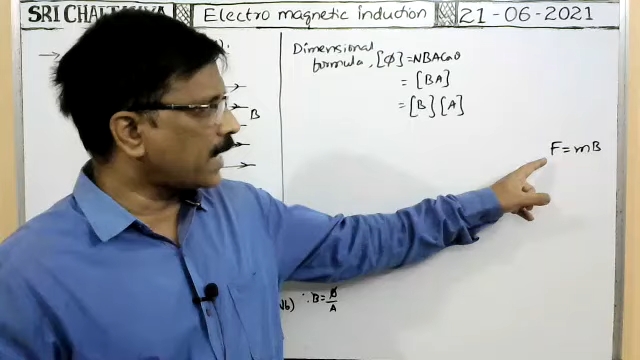 SRI CHAITANYA Electro magnetic induction 21-06-2021
Dimensional
formula, [ϕ] = NBACosθ
= [BA]
= [B][A]
B
F = mB
∴ B = ϕ/A